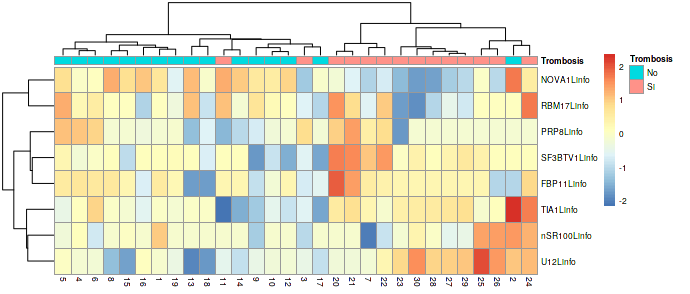 Trombosis
NOVA1Linfo
RBM17Linfo
PRP8Linfo
SF3BTV1Linfo
FBP11Linfo
TIA1Linfo
nSR100Linfo
U12Linfo
5 4 6 8 15 16 1 19 13 18 11 14 9 10 12 3 17 20 21 7 22 23 30 28 27 29 25 26 2 24
2
1
0
-1
-2
Trombosis
No
Si